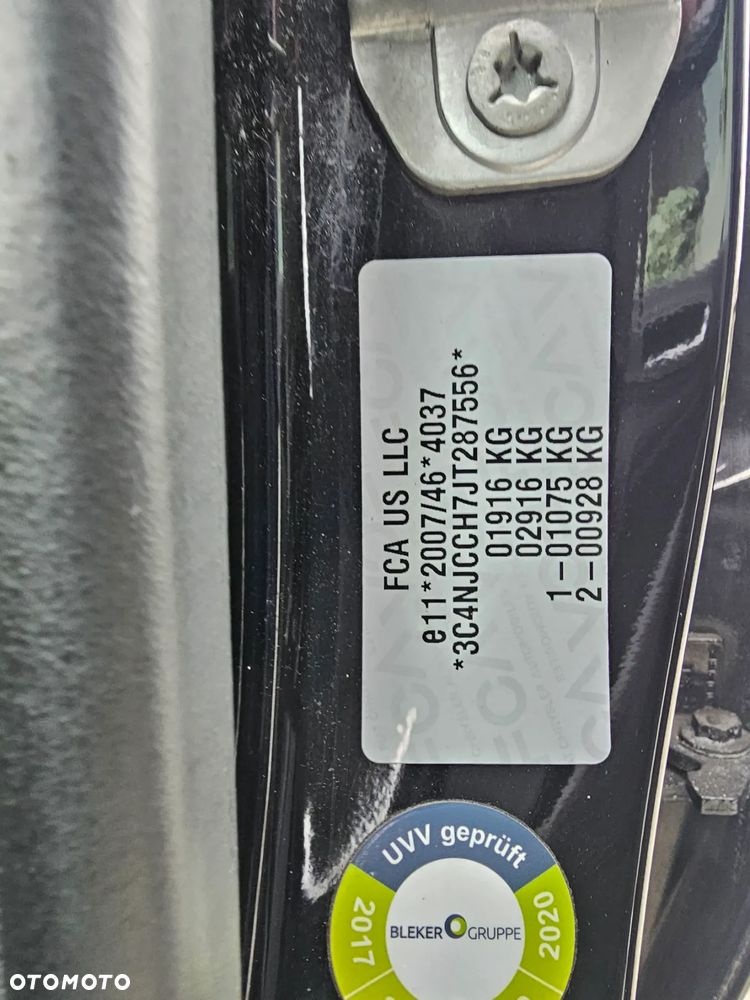 FCA US LLC
e11*2007/46*4037
*3C4NJCCH7JT287556*
01916 KG
02916 KG
1-01075 KG
2-00928 KG
UVV geprüft
2017
2020
BLEKER GRUPPE
OTOMOTO